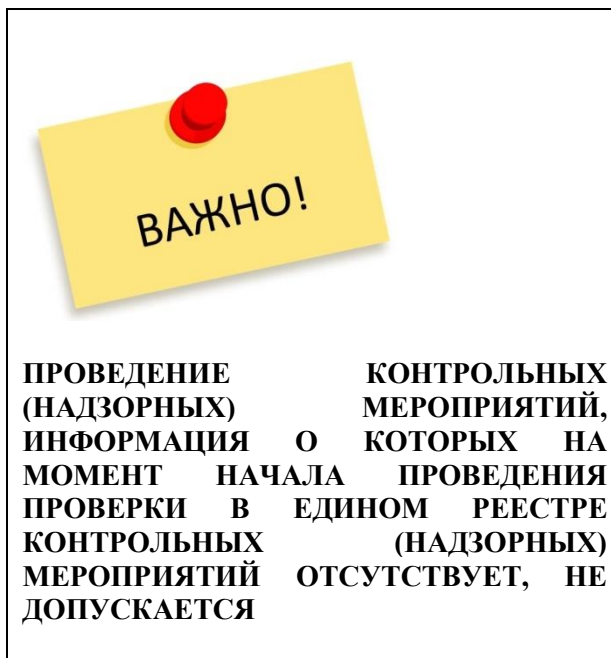 ВАЖНО!
ПРОВЕДЕНИЕ КОНТРОЛЬНЫХ
(НАДЗОРНЫХ) МЕРОПРИЯТИЙ,
ИНФОРМАЦИЯ О КОТОРЫХ НА
МОМЕНТ НАЧАЛА ПРОВЕДЕНИЯ
ПРОВЕРКИ В ЕДИНОМ РЕЕСТРЕ
КОНТРОЛЬНЫХ (НАДЗОРНЫХ)
МЕРОПРИЯТИЙ ОТСУТСТВУЕТ, НЕ
ДОПУСКАЕТСЯ